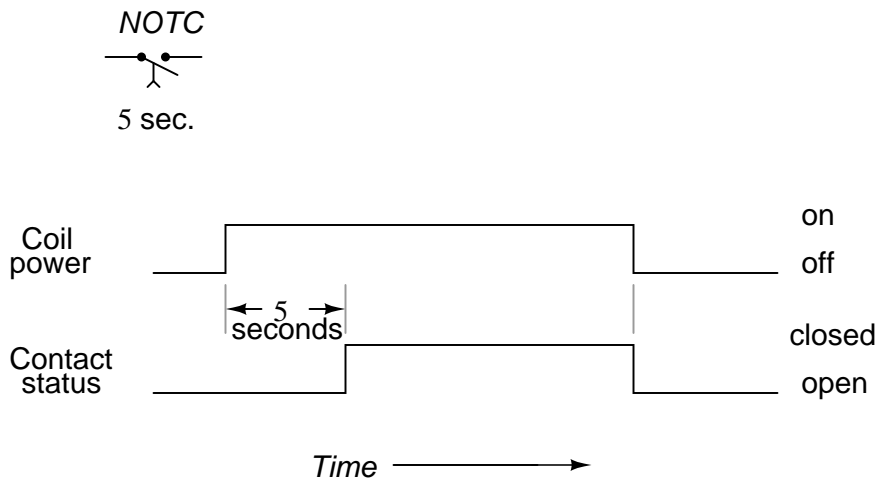 NOTC
5 sec.
on
Coil
power
off
5
seconds
closed
Contact
status
open
Time